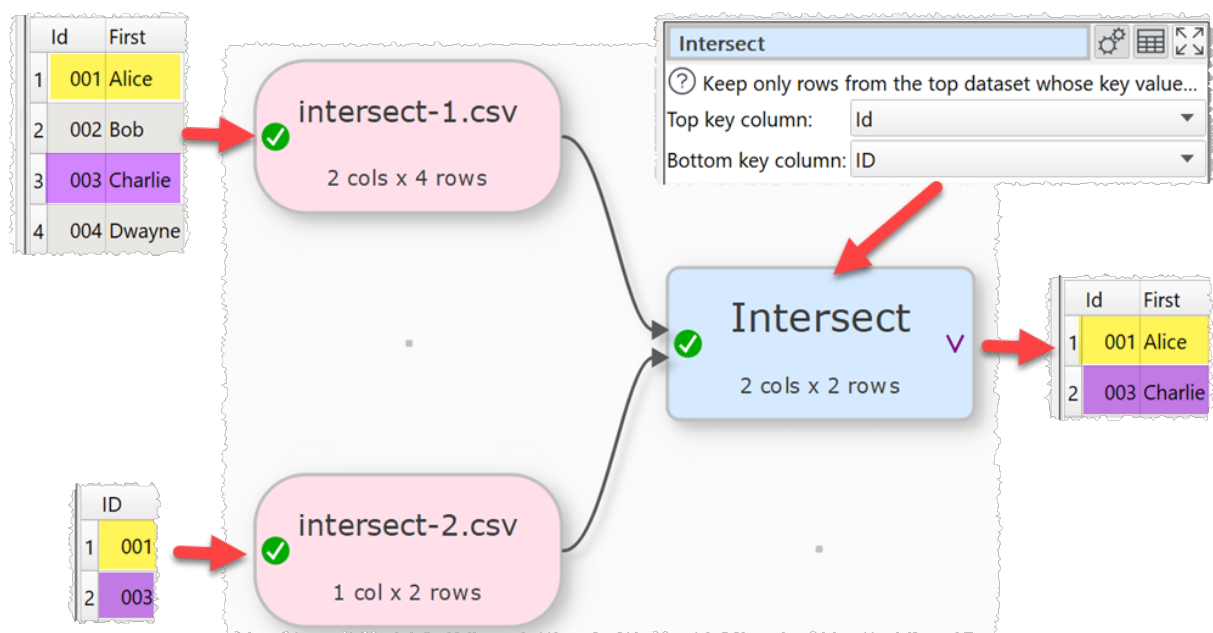 Id First
1 001 Alice
2 002 Bob
3 003 Charlie
4 004 Dwayne
intersect-1.csv
2 cols x 4 rows
Intersect
? Keep only rows from the top dataset whose key value...
Top key column: Id
Bottom key column: ID
Intersect
2 cols x 2 rows
V
Id First
1 001 Alice
2 003 Charlie
ID
1 001
2 003
intersect-2.csv
1 col x 2 rows